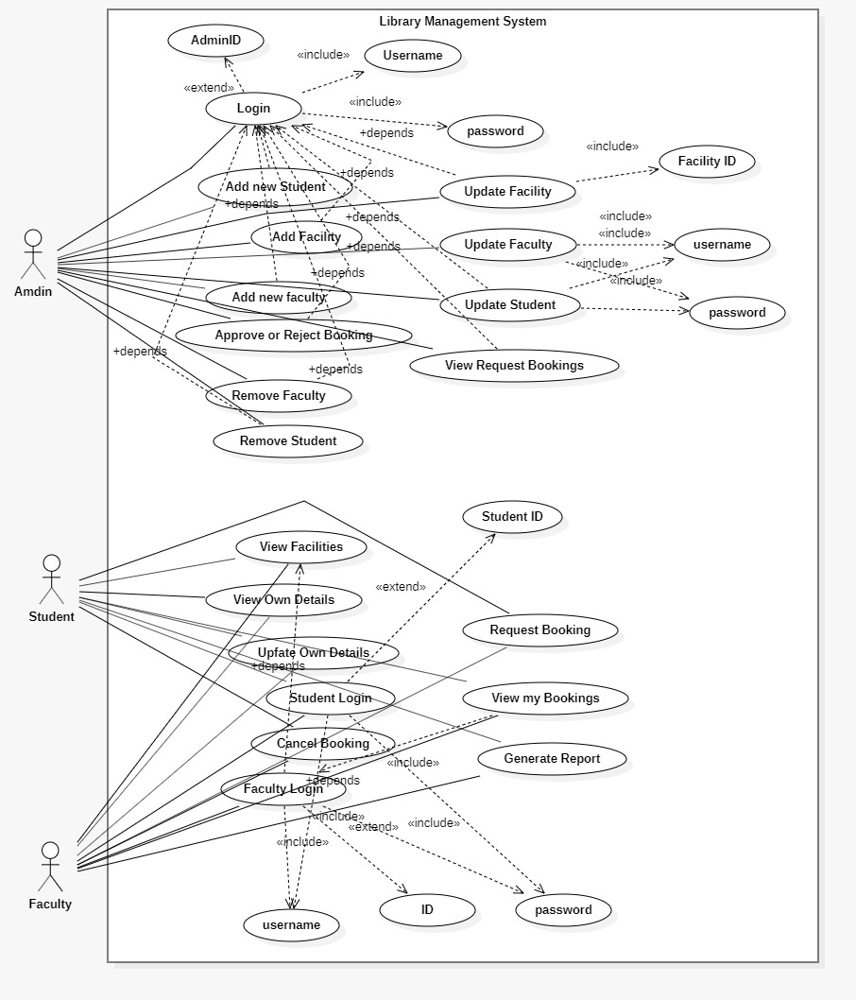 Library Management System
AdminID
«include»
Username
«extend»
Login
«include»
password
+depends
«include»
Facility ID
+depends
Add new Student
Update Facility
+depends
+depends
«include»
Add Facility
«include»
Update Faculty
username
+depends
«include»
+depends
«include»
Amdin
Add new faculty
Update Student
password
Approve or Reject Booking
+depends
View Request Bookings
+depends
Remove Faculty
Remove Student
Student ID
View Facilities
«extend»
View Own Details
Student
Request Booking
Upfate Own Details
+depends
Student Login
View my Bookings
Cancel Booking
Generate Report
«include»
+depends
Faculty Login
«include»
«extend»
«include»
«include»
Faculty
ID
password
username